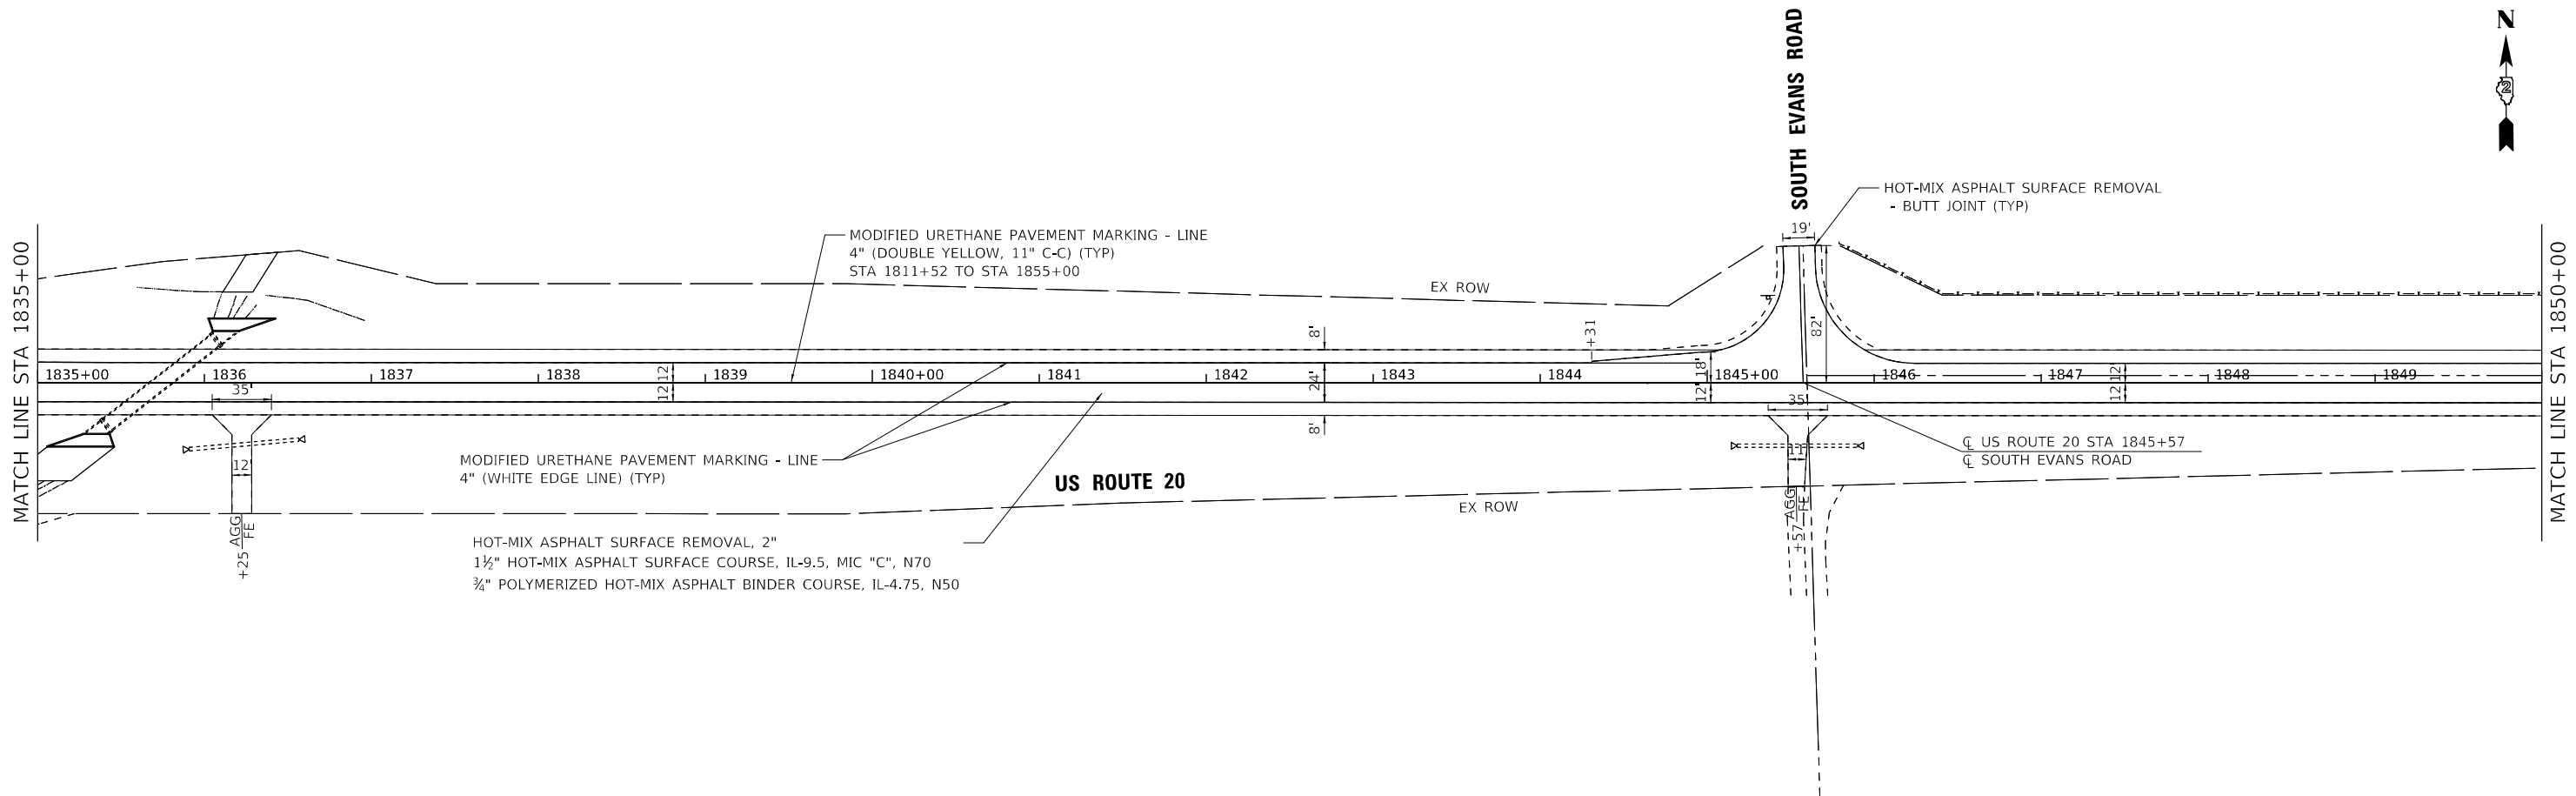 SOUTH EVANS ROAD
N
2
HOT-MIX ASPHALT SURFACE REMOVAL
- BUTT JOINT (TYP)
19'
MODIFIED URETHANE PAVEMENT MARKING - LINE
4" (DOUBLE YELLOW, 11" C-C) (TYP)
STA 1811+52 TO STA 1855+00
EX ROW
MATCH LINE STA 1835+00
MATCH LINE STA 1850+00
8'
+31
82'
1835+00
1836
1837
1838
12'
12'
1839
1840+00
1841
1842
24'
1843
1844
18'
12'
1845+00
1846
1847
12'
12'
1848
1849
35'
35'
8'
12'
11'
MODIFIED URETHANE PAVEMENT MARKING - LINE
4" (WHITE EDGE LINE) (TYP)
US ROUTE 20
℄ US ROUTE 20 STA 1845+57
℄ SOUTH EVANS ROAD
EX ROW
+25 AGG
FE
+57 AGG
FE
HOT-MIX ASPHALT SURFACE REMOVAL, 2"
1½" HOT-MIX ASPHALT SURFACE COURSE, IL-9.5, MIC "C", N70
¾" POLYMERIZED HOT-MIX ASPHALT BINDER COURSE, IL-4.75, N50